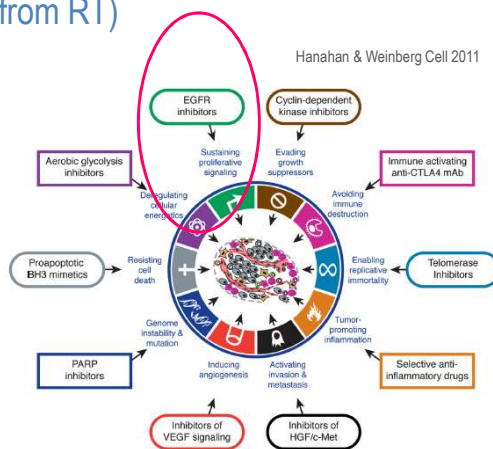 from RT)
Hanahan & Weinberg Cell 2011
EGFR
inhibitors
Cyclin-dependent
kinase inhibitors
Sustaining
proliferative
signaling
Evading
growth
suppressors
Aerobic glycolysis
inhibitors
Immune activating
anti-CTLA4 mAb
Deregulating
cellular
energetics
Avoiding
immune
destruction
Proapoptotic
BH3 mimetics
Resisting
cell
death
Enabling
replicative
immortality
Telomerase
Inhibitors
Genome
instability &
mutation
Tumor-
promoting
inflammation
PARP
inhibitors
Inducing
angiogenesis
Activating
invasion &
metastasis
Selective anti-
inflammatory drugs
Inhibitors of
VEGF signaling
Inhibitors of
HGF/c-Met